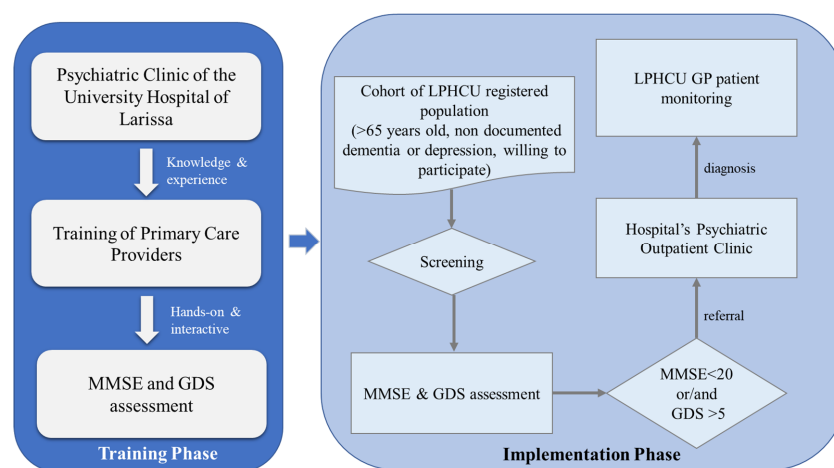 Psychiatric Clinic of the
University Hospital of
Larissa
Knowledge &
experience
Training of Primary Care
Providers
Hands-on &
interactive
MMSE and GDS
assessment
Training Phase
Cohort of LPHCU registered
population
(>65 years old, non documented
dementia or depression, willing to
participate)
Screening
MMSE & GDS assessment
MMSE<20
or/and
GDS >5
referral
Hospital's Psychiatric
Outpatient Clinic
diagnosis
LPHCU GP patient
monitoring
Implementation Phase